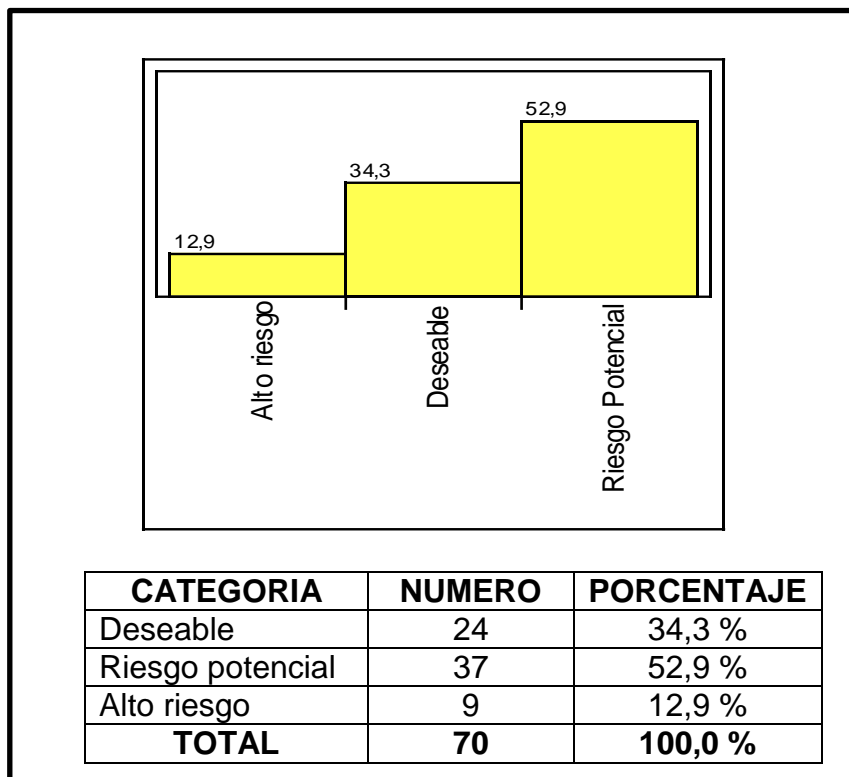 52,9
34,3
12,9
Alto riesgo
Deseable
Riesgo Potencial
CATEGORIA NUMERO PORCENTAJE
Deseable 24 34,3 %
Riesgo potencial 37 52,9 %
Alto riesgo 9 12,9 %
TOTAL 70 100,0 %